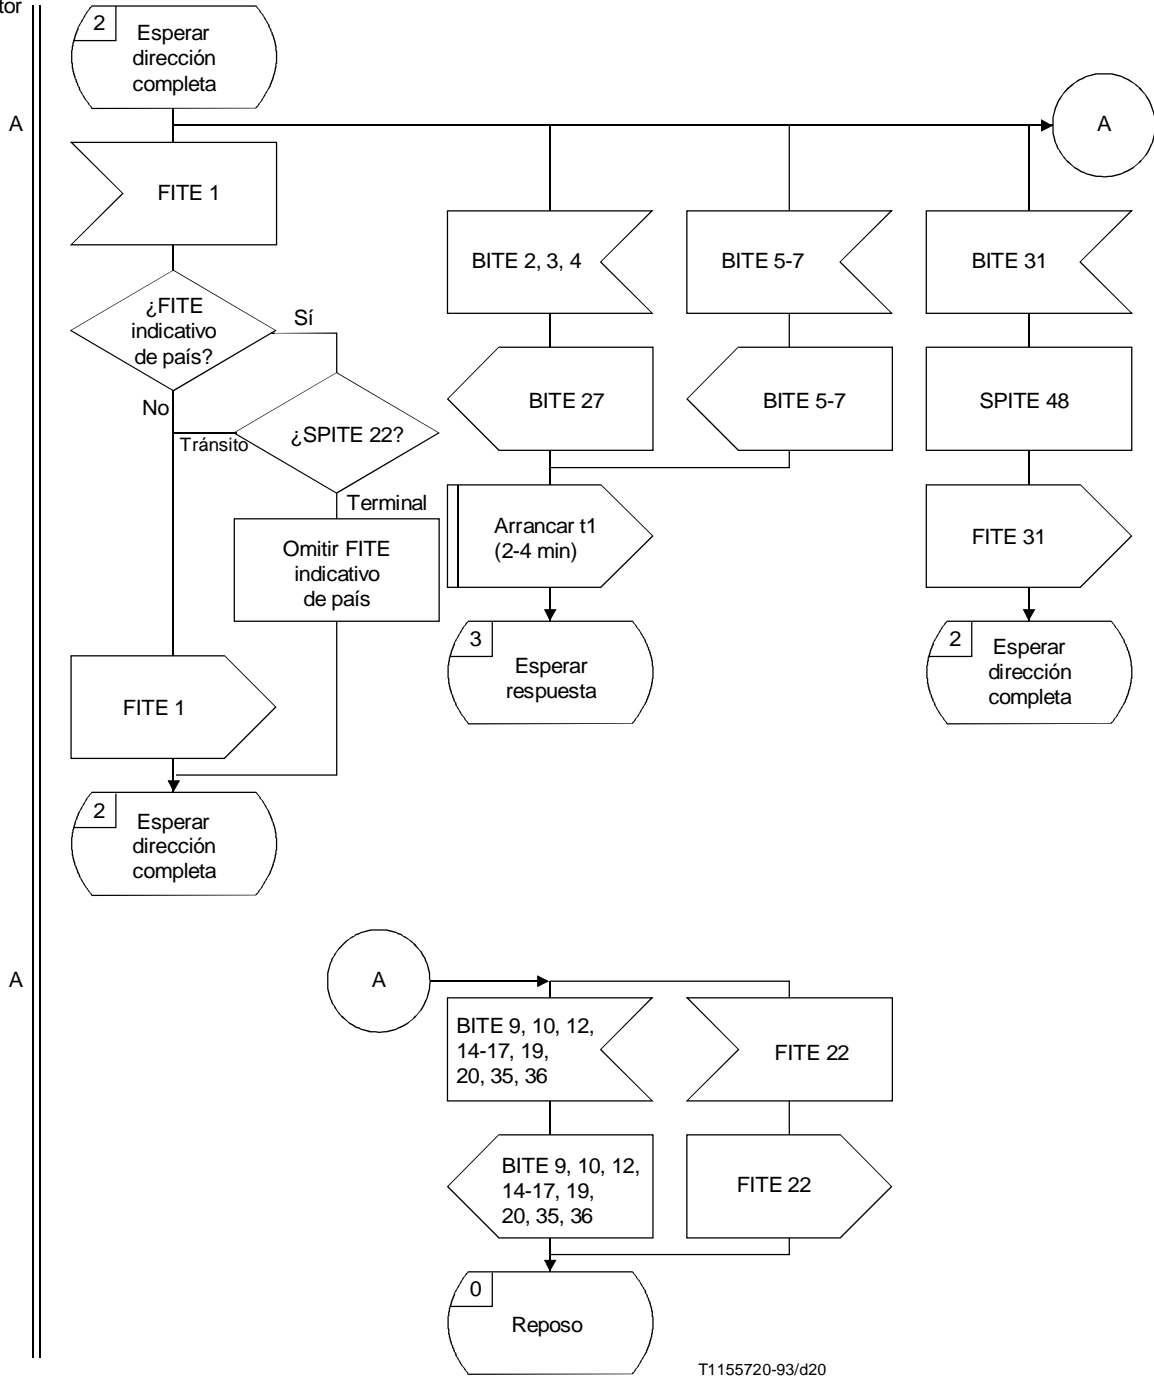 tor
2
Esperar
dirección
completa
A
A
FITE 1
BITE 2, 3, 4
BITE 5-7
BITE 31
¿FITE
indicativo
de país?
Sí
No
BITE 27
BITE 5-7
SPITE 48
¿SPITE 22?
Tránsito
Terminal
Omitir FITE
indicativo
de país
Arrancar t1
(2-4 min)
FITE 31
3
Esperar
respuesta
2
Esperar
dirección
completa
FITE 1
2
Esperar
dirección
completa
A
A
BITE 9, 10, 12,
14-17, 19,
20, 35, 36
FITE 22
BITE 9, 10, 12,
14-17, 19,
20, 35, 36
FITE 22
0
Reposo
T1155720-93/d20